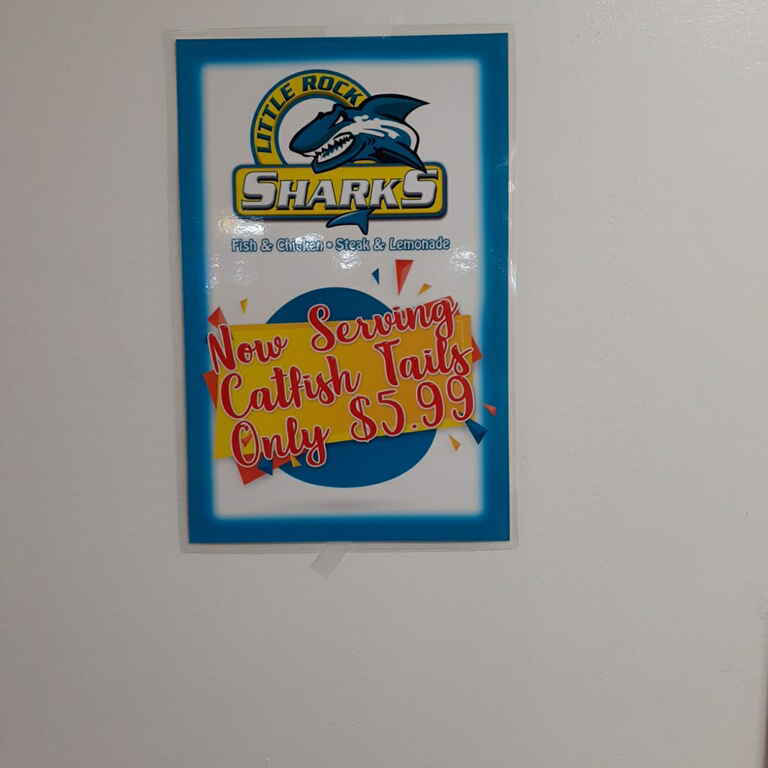 LITTLE ROCK
SHARKS
Fish & Chicken • Steak & Lemonade
Now Serving
Catfish Tails
Only $5.99